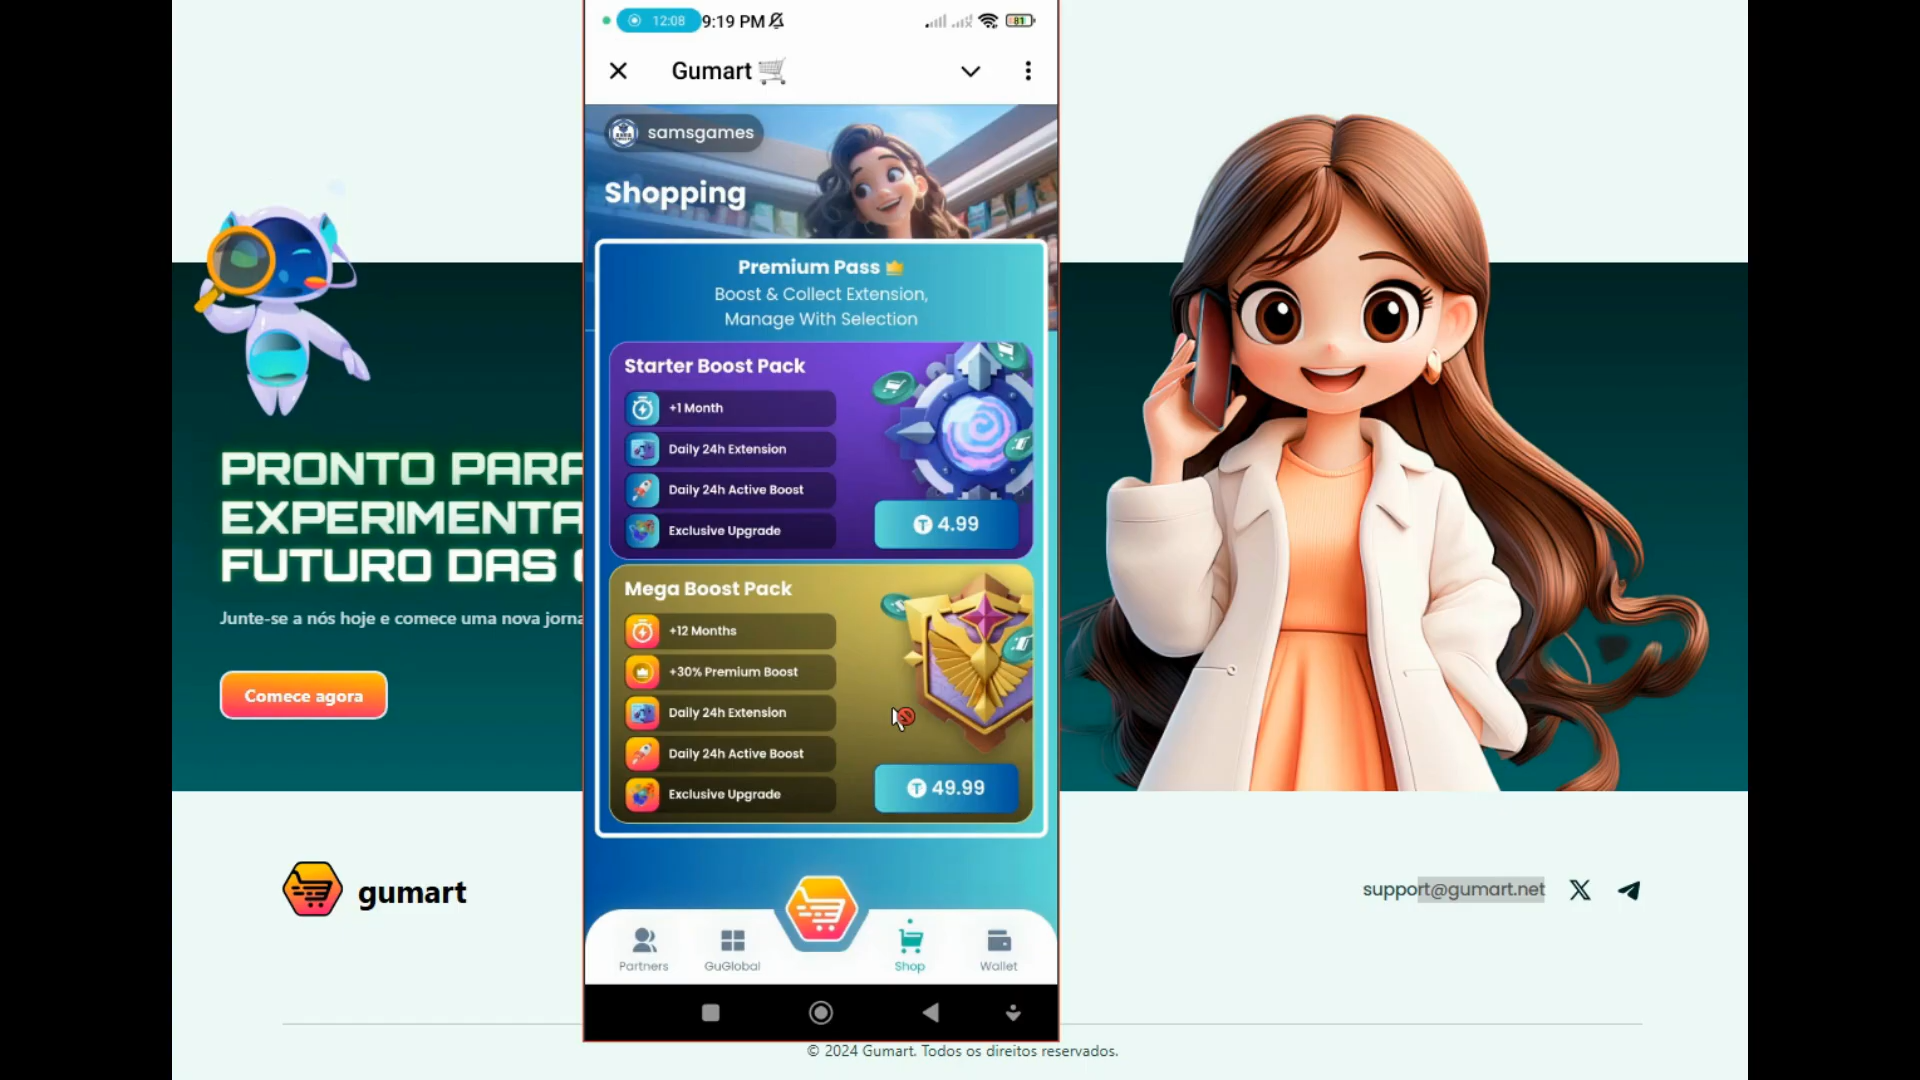 12:08 9:19 PM 81
Gumart
samsgames
Shopping
Premium Pass
Boost & Collect Extension,
Manage With Selection
Starter Boost Pack
+1 Month
Daily 24h Extension
Daily 24h Active Boost
Exclusive Upgrade
4.99
Mega Boost Pack
+12 Months
+30% Premium Boost
Daily 24h Extension
Daily 24h Active Boost
Exclusive Upgrade
49.99
Partners
GuGlobal
Shop
Wallet
PRONTO PARA
EXPERIMENTA
FUTURO DAS
Junte-se a nós hoje e comece uma nova jorna
Comece agora
gumart
support@gumart.net
© 2024 Gumart. Todos os direitos reservados.